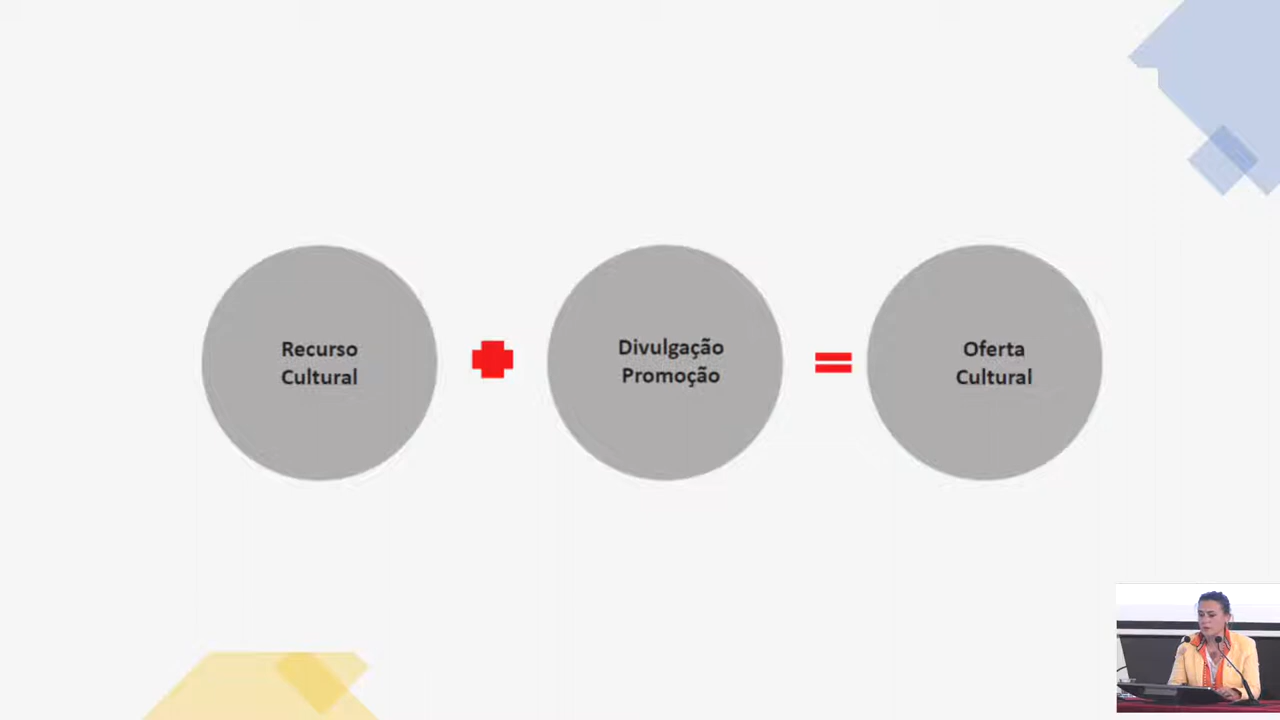 Recurso
Cultural
Divulgação
Promoção
Oferta
Cultural